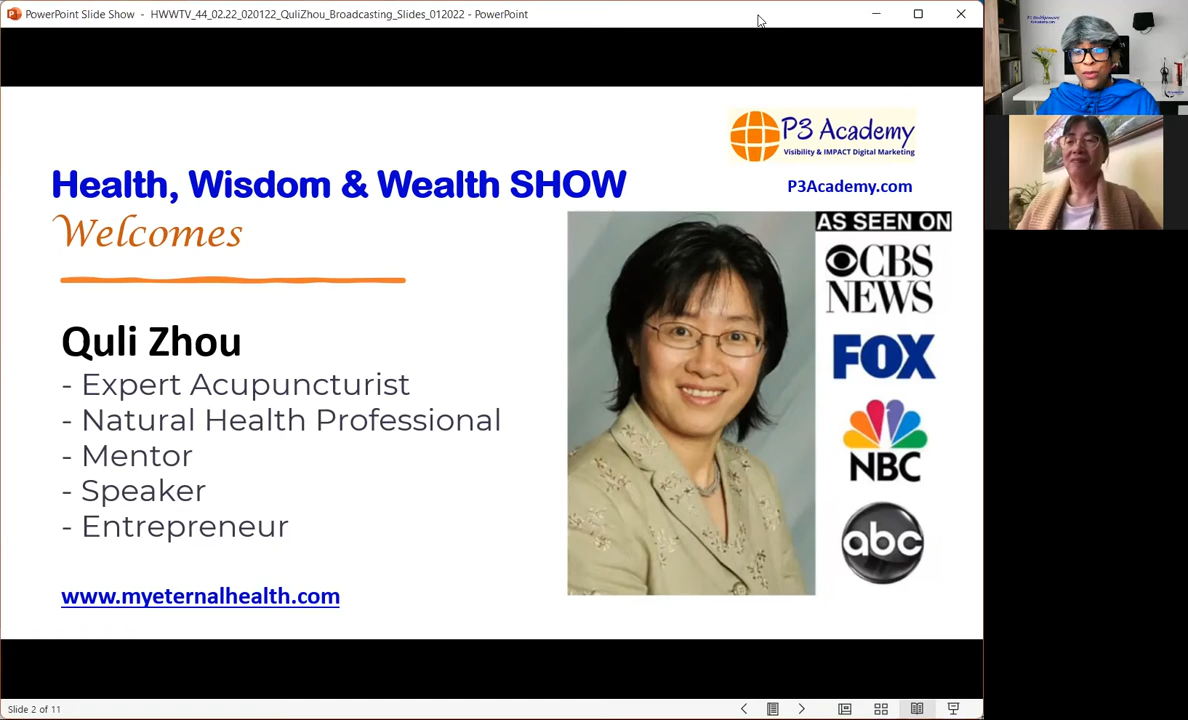 PowerPoint Slide Show - HWWTV_44_02.22_020122_QuliZhou_Broadcasting_Slides_012022 - PowerPoint
P3 Academy
Visibility & IMPACT Digital Marketing
P3Academy.com
Health, Wisdom & Wealth SHOW
Welcomes
AS SEEN ON
CBS
NEWS
FOX
NBC
abc
Quli Zhou
- Expert Acupuncturist
- Natural Health Professional
- Mentor
- Speaker
- Entrepreneur
www.myeternalhealth.com
Slide 2 of 11